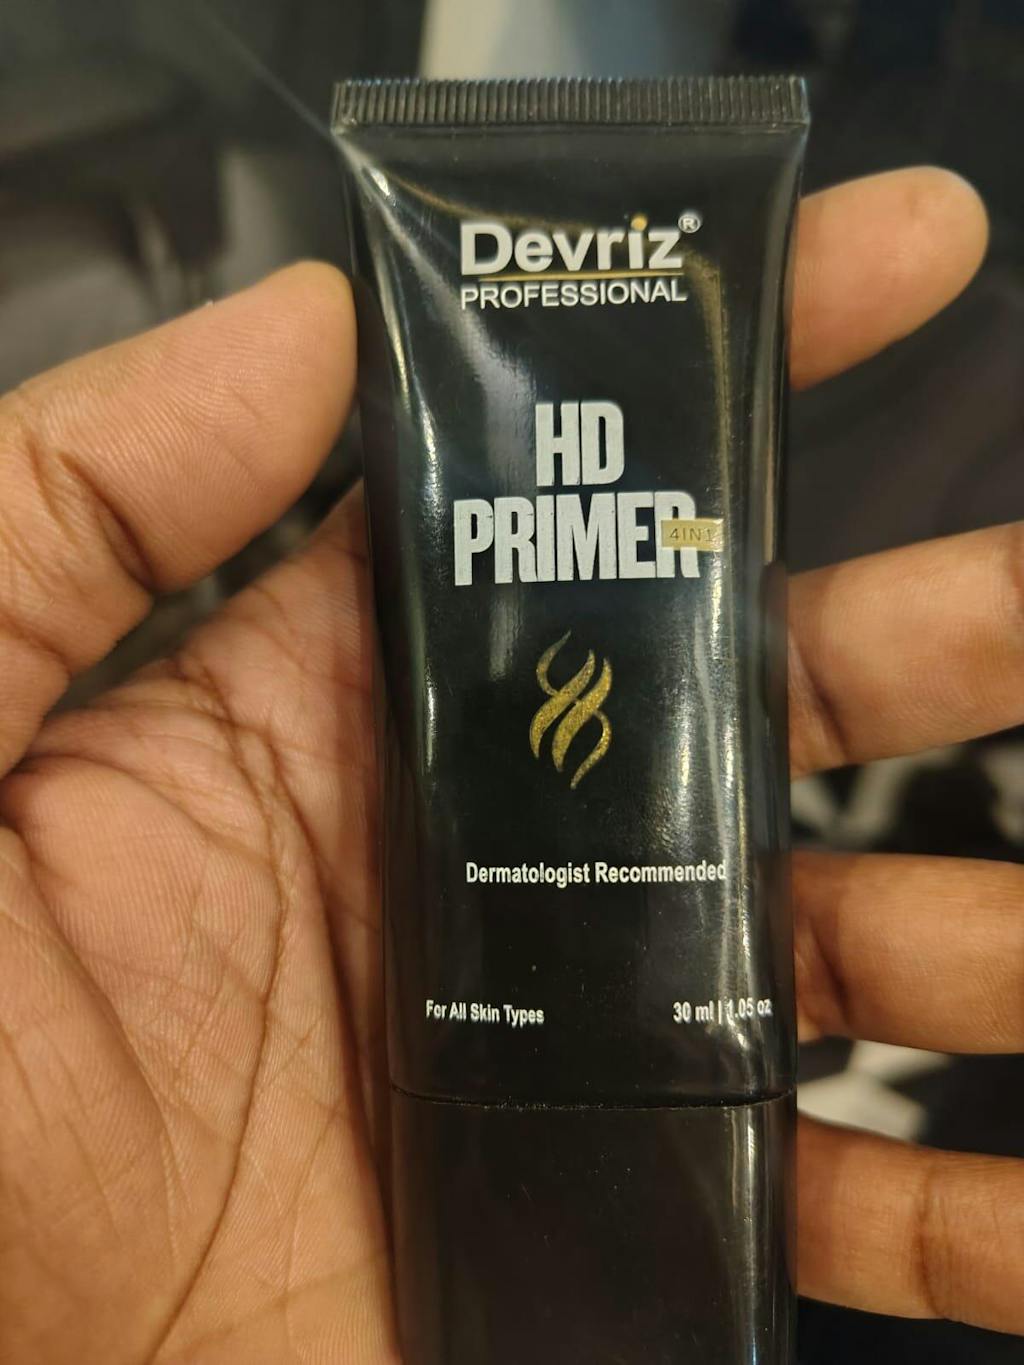 Devriz®
PROFESSIONAL
HD
PRIMER
4IN1
Dermatologist Recommended
For All Skin Types
30 ml | 1.05 oz